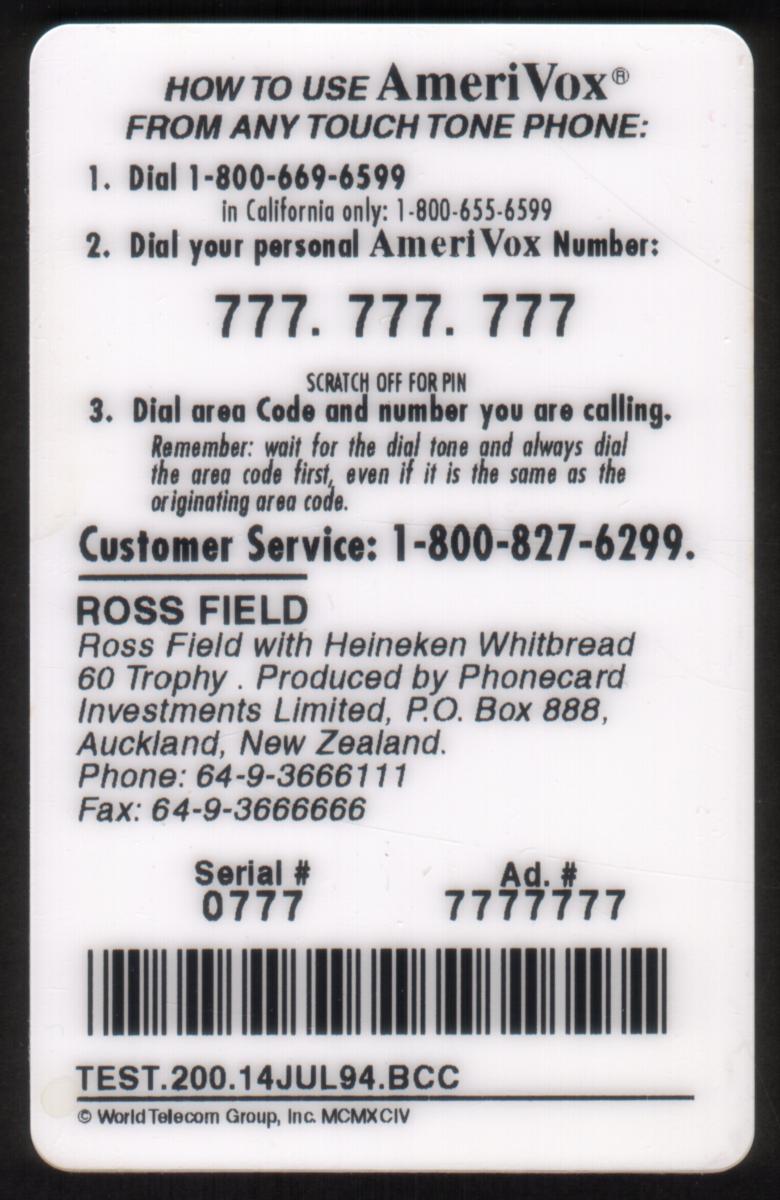 HOW TO USE AmeriVox®
FROM ANY TOUCH TONE PHONE:
1. Dial 1-800-669-6599
in California only: 1-800-655-6599
2. Dial your personal AmeriVox Number:
777. 777. 777
SCRATCH OFF FOR PIN
3. Dial area Code and number you are calling.
Remember: wait for the dial tone and always dial
the area code first, even if it is the same as the
originating area code.
Customer Service: 1-800-827-6299.
ROSS FIELD
Ross Field with Heineken Whitbread
60 Trophy . Produced by Phonecard
Investments Limited, P.O. Box 888,
Auckland, New Zealand.
Phone: 64-9-3666111
Fax: 64-9-3666666
Serial # Ad. #
0777 7777777
TEST.200.14JUL94.BCC
© World Telecom Group, Inc. MCMXCIV